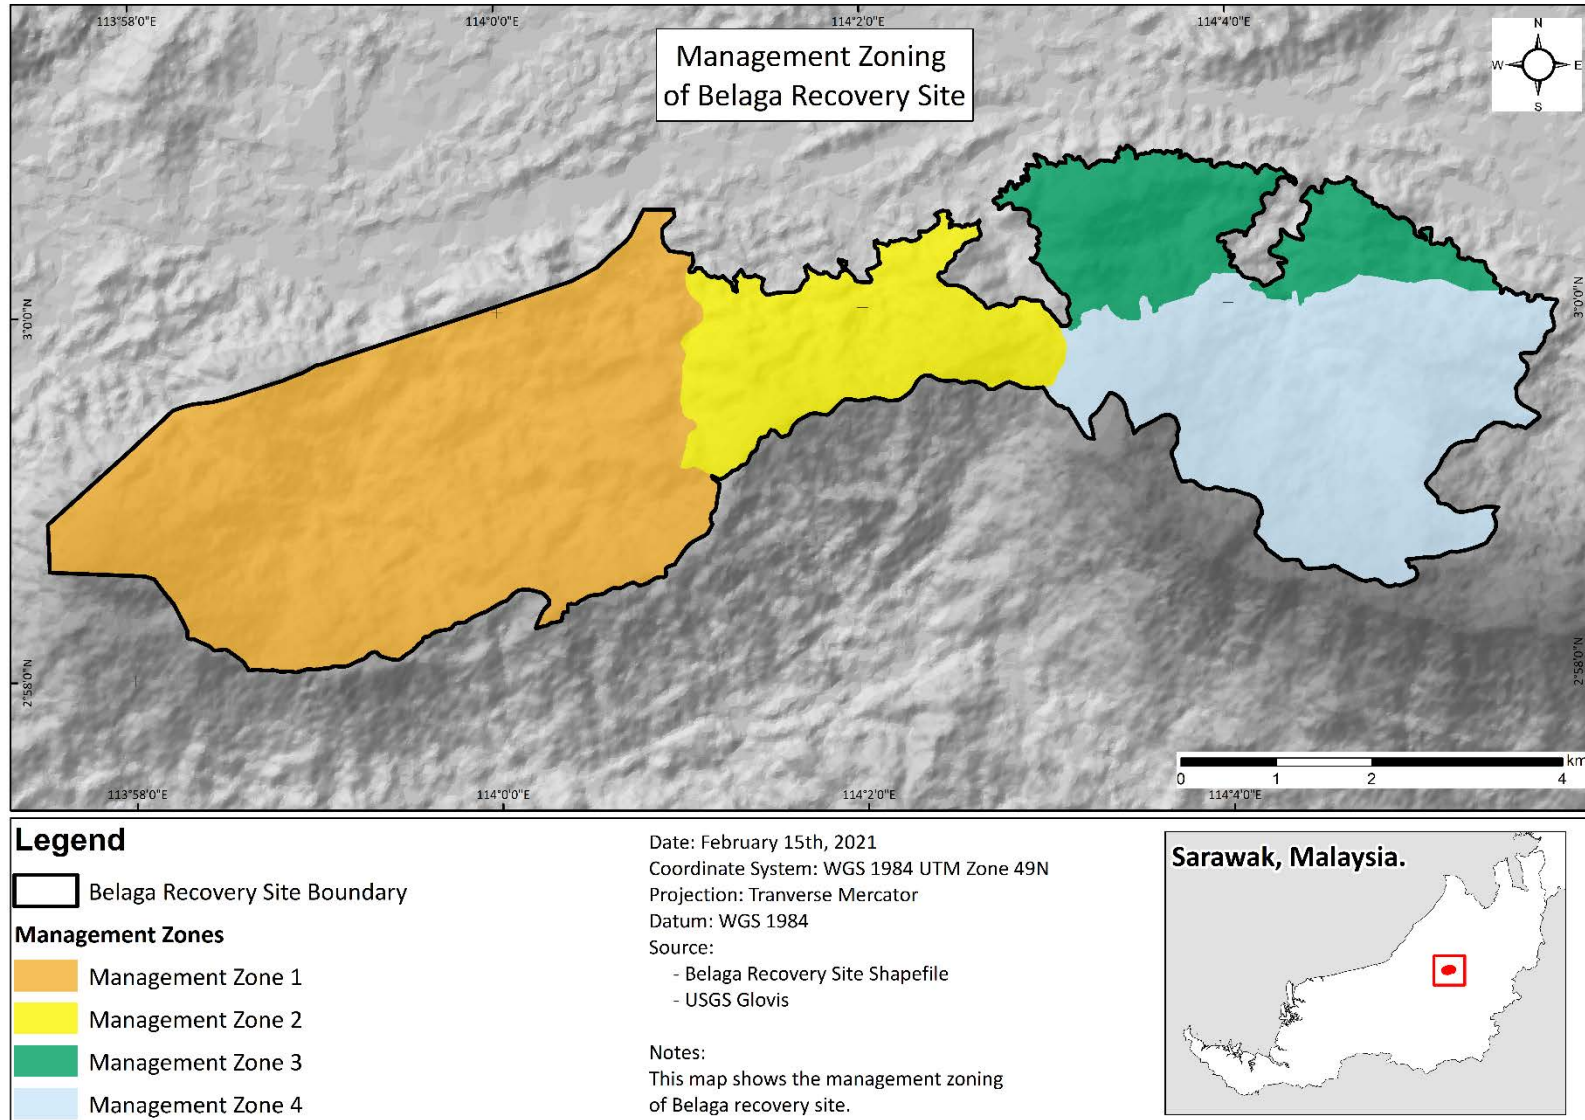 113°58'0"E
114°0'0"E
114°2'0"E
114°4'0"E
Management Zoning
of Belaga Recovery Site
N
W
E
S
3°0'0"N
3°0'0"N
2°58'0"N
2°58'0"N
km
0
1
2
4
113°58'0"E
114°0'0"E
114°2'0"E
114°4'0"E
Legend
Belaga Recovery Site Boundary
Management Zones
Management Zone 1
Management Zone 2
Management Zone 3
Management Zone 4
Date: February 15th, 2021
Coordinate System: WGS 1984 UTM Zone 49N
Projection: Tranverse Mercator
Datum: WGS 1984
Source:
- Belaga Recovery Site Shapefile
- USGS Glovis
Notes:
This map shows the management zoning
of Belaga recovery site.
Sarawak, Malaysia.